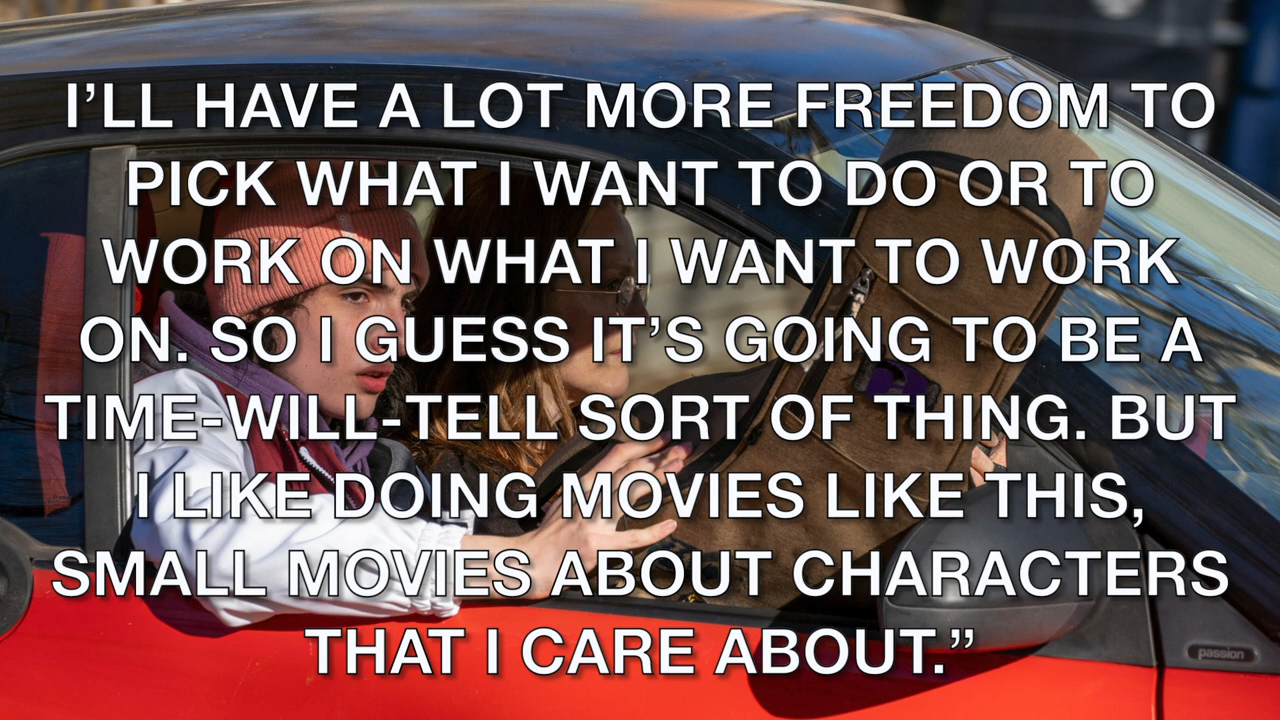 I’LL HAVE A LOT MORE FREEDOM TO
PICK WHAT I WANT TO DO OR TO
WORK ON WHAT I WANT TO WORK
ON. SO I GUESS IT’S GOING TO BE A
TIME-WILL-TELL SORT OF THING. BUT
I LIKE DOING MOVIES LIKE THIS,
SMALL MOVIES ABOUT CHARACTERS
THAT I CARE ABOUT.”
passion